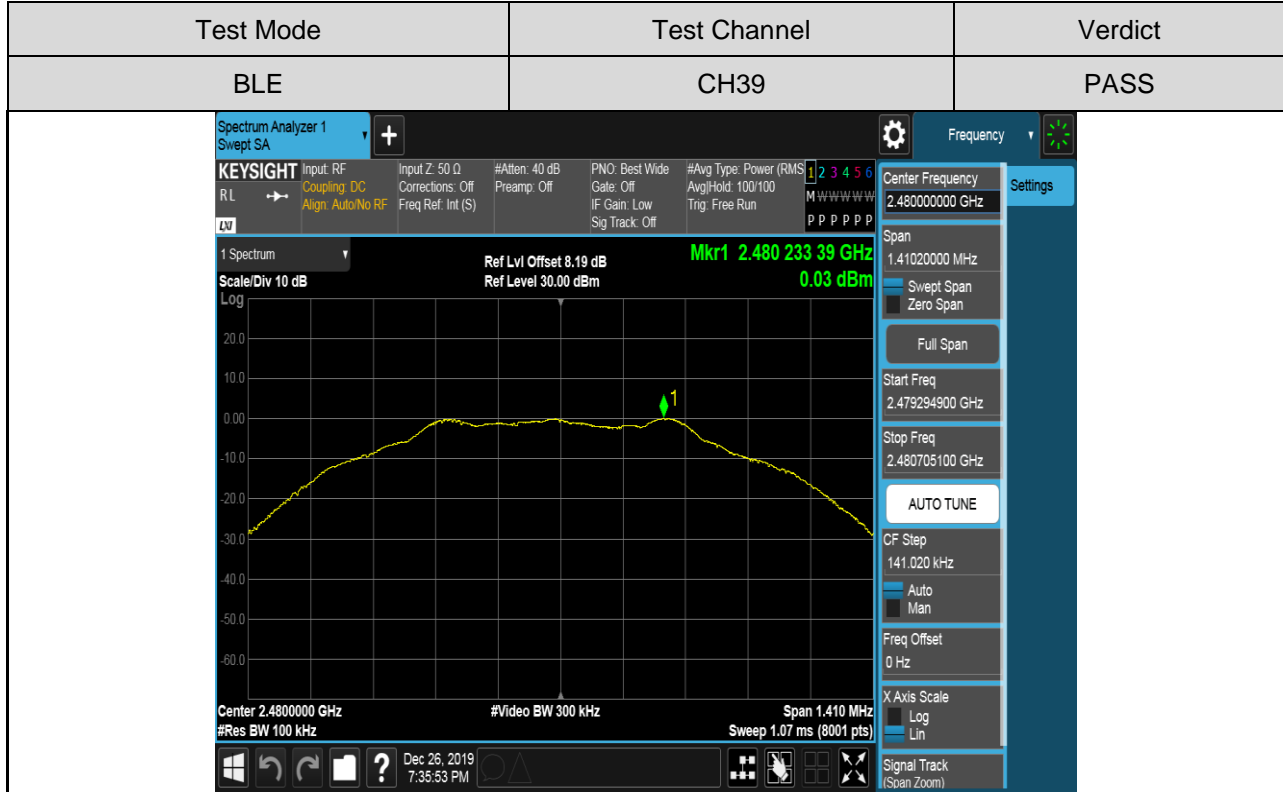 Test Mode Test Channel Verdict
BLE CH39 PASS
Spectrum Analyzer 1
Swept SA
+
Frequency
KEYSIGHT
RL
LXI
Input: RF
Coupling: DC
Align: Auto/No RF
Input Z: 50 Ω
Corrections: Off
Freq Ref: Int (S)
#Atten: 40 dB
Preamp: Off
PNO: Best Wide
Gate: Off
IF Gain: Low
Sig Track: Off
#Avg Type: Power (RMS
Avg|Hold: 100/100
Trig: Free Run
1 2 3 4 5 6
M W W W W W
P P P P P P
1 Spectrum
Scale/Div 10 dB
Log
Ref Lvl Offset 8.19 dB
Ref Level 30.00 dBm
Mkr1 2.480 233 39 GHz
0.03 dBm
20.0
10.0
0.00
-10.0
-20.0
-30.0
-40.0
-50.0
-60.0
1
Center 2.4800000 GHz
#Res BW 100 kHz
#Video BW 300 kHz
Span 1.410 MHz
Sweep 1.07 ms (8001 pts)
Center Frequency
2.480000000 GHz
Settings
Span
1.41020000 MHz
Swept Span
Zero Span
Full Span
Start Freq
2.479294900 GHz
Stop Freq
2.480705100 GHz
AUTO TUNE
CF Step
141.020 kHz
Auto
Man
Freq Offset
0 Hz
X Axis Scale
Log
Lin
Signal Track
(Span Zoom)
?
Dec 26, 2019
7:35:53 PM